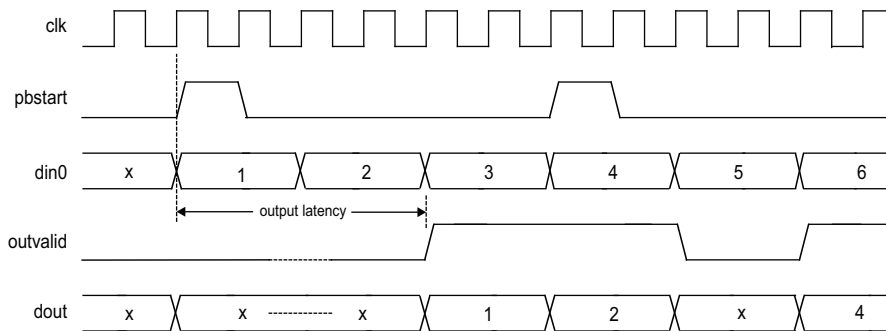 clk
pbstart
din0 x 1 2 3 4 5 6
output latency
outvalid
dout x x x 1 2 x 4